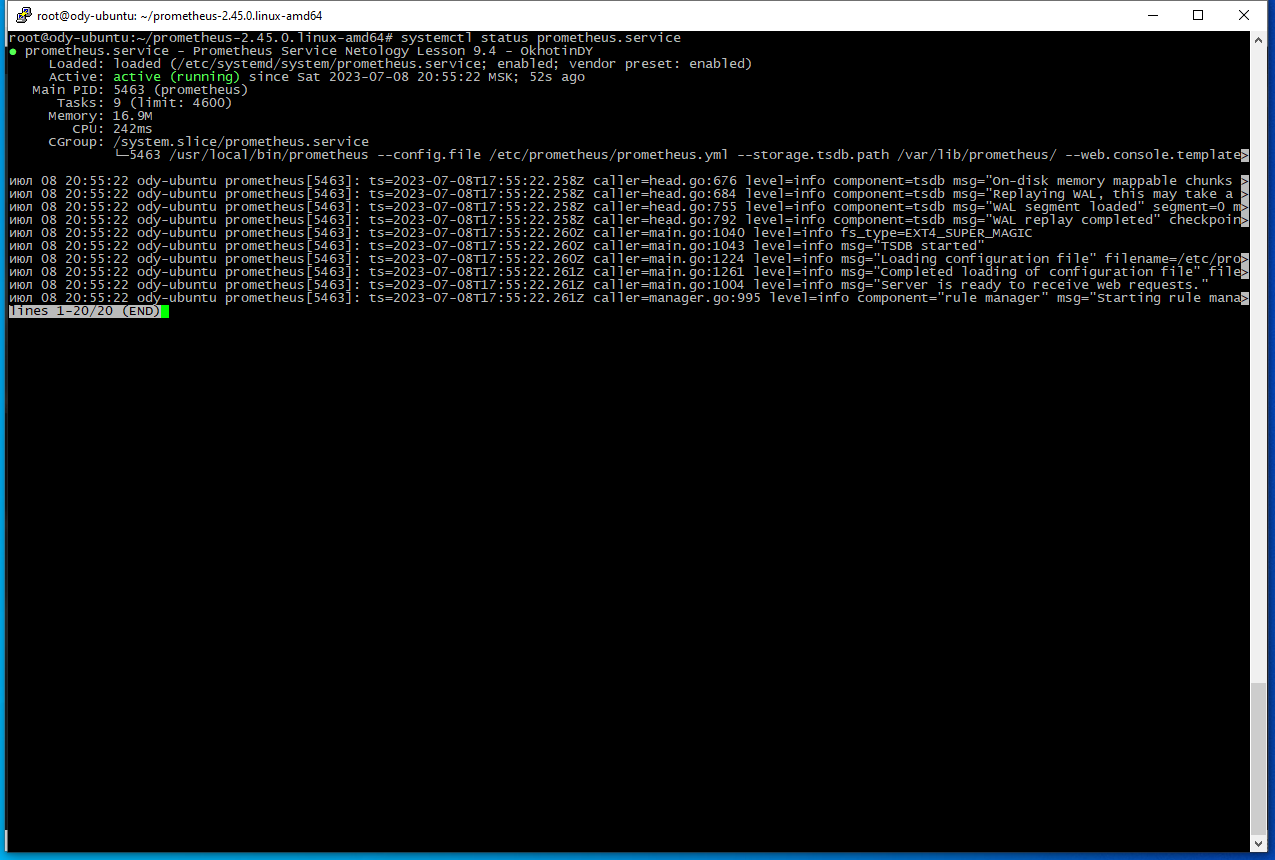 root@ody-ubuntu: ~/prometheus-2.45.0.linux-amd64
root@ody-ubuntu:~/prometheus-2.45.0.linux-amd64# systemctl status prometheus.service
● prometheus.service - Prometheus Service Netology Lesson 9.4 - OkhotinDY
Loaded: loaded (/etc/systemd/system/prometheus.service; enabled; vendor preset: enabled)
Active: active (running) since Sat 2023-07-08 20:55:22 MSK; 52s ago
Main PID: 5463 (prometheus)
Tasks: 9 (limit: 4600)
Memory: 16.9M
CPU: 242ms
CGroup: /system.slice/prometheus.service
└─5463 /usr/local/bin/prometheus --config.file /etc/prometheus/prometheus.yml --storage.tsdb.path /var/lib/prometheus/ --web.console.template>
июл 08 20:55:22 ody-ubuntu prometheus[5463]: ts=2023-07-08T17:55:22.258Z caller=head.go:676 level=info component=tsdb msg="On-disk memory mappable chunks >
июл 08 20:55:22 ody-ubuntu prometheus[5463]: ts=2023-07-08T17:55:22.258Z caller=head.go:684 level=info component=tsdb msg="Replaying WAL, this may take a >
июл 08 20:55:22 ody-ubuntu prometheus[5463]: ts=2023-07-08T17:55:22.258Z caller=head.go:755 level=info component=tsdb msg="WAL segment loaded" segment=0 m>
июл 08 20:55:22 ody-ubuntu prometheus[5463]: ts=2023-07-08T17:55:22.258Z caller=head.go:792 level=info component=tsdb msg="WAL replay completed" checkpoin>
июл 08 20:55:22 ody-ubuntu prometheus[5463]: ts=2023-07-08T17:55:22.260Z caller=main.go:1040 level=info fs_type=EXT4_SUPER_MAGIC
июл 08 20:55:22 ody-ubuntu prometheus[5463]: ts=2023-07-08T17:55:22.260Z caller=main.go:1043 level=info msg="TSDB started"
июл 08 20:55:22 ody-ubuntu prometheus[5463]: ts=2023-07-08T17:55:22.260Z caller=main.go:1224 level=info msg="Loading configuration file" filename=/etc/pro>
июл 08 20:55:22 ody-ubuntu prometheus[5463]: ts=2023-07-08T17:55:22.261Z caller=main.go:1261 level=info msg="Completed loading of configuration file" file>
июл 08 20:55:22 ody-ubuntu prometheus[5463]: ts=2023-07-08T17:55:22.261Z caller=main.go:1004 level=info msg="Server is ready to receive web requests."
июл 08 20:55:22 ody-ubuntu prometheus[5463]: ts=2023-07-08T17:55:22.261Z caller=manager.go:995 level=info component="rule manager" msg="Starting rule mana>
lines 1-20/20 (END)